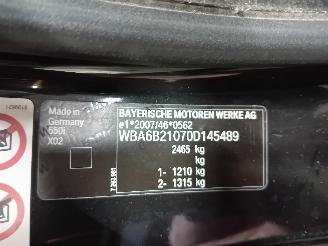 BAYERISCHE MOTOREN WERKE AG
e1*2007/46*0562
WBA6B21070D145489
2465 kg
kg
1- 1210 kg
2- 1315 kg
Made in
Germany
650i
X02